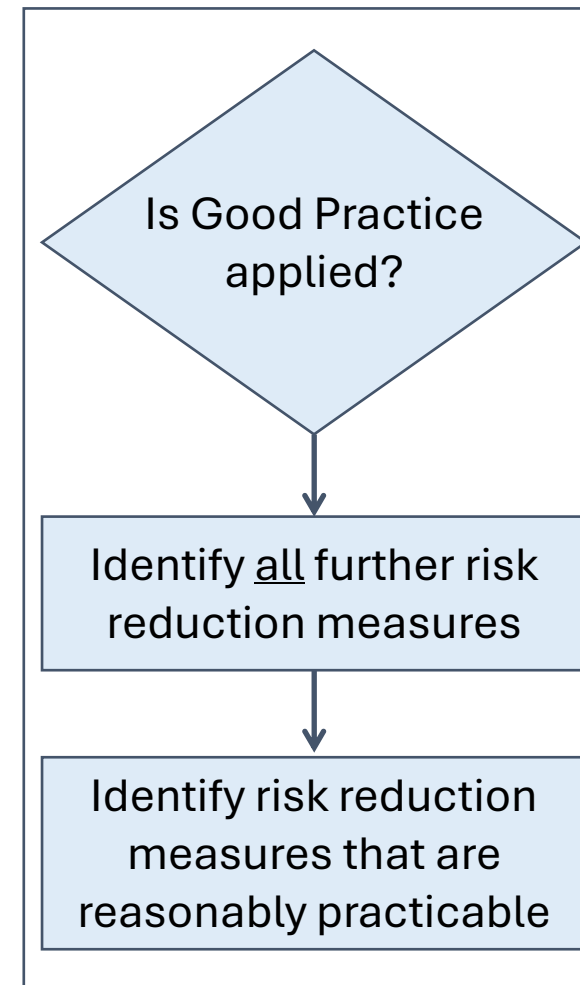 Is Good Practice
applied?
Identify all further risk
reduction measures
Identify risk reduction
measures that are
reasonably practicable